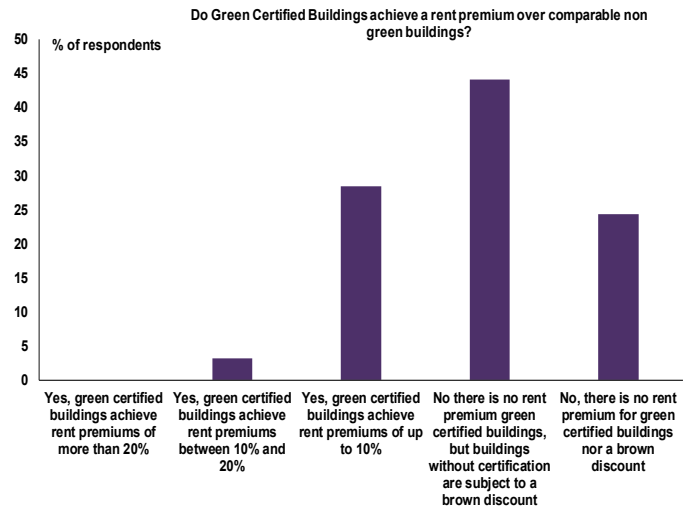 Do Green Certified Buildings achieve a rent premium over comparable non
green buildings?
% of respondents
50
45
40
35
30
25
20
15
10
5
0
Yes, green certified
buildings achieve
rent premiums of
more than 20%
Yes, green certified
buildings achieve
rent premiums
between 10% and
20%
Yes, green certified
buildings achieve
rent premiums of up
to 10%
No there is no rent
premium green
certified buildings,
but buildings
without certification
are subject to a
brown discount
No, there is no rent
premium for green
certified buildings
nor a brown
discount